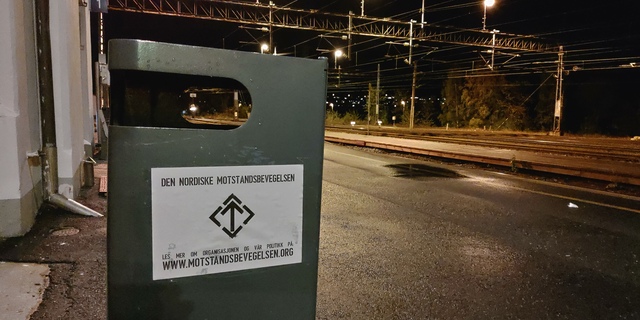 DEN NORDISKE MOTSTANDSBEVEGELSEN
LES MER OM ORGANISASJONEN OG VÅR POLITIKK PÅ
WWW.MOTSTANDSBEVEGELSEN.ORG